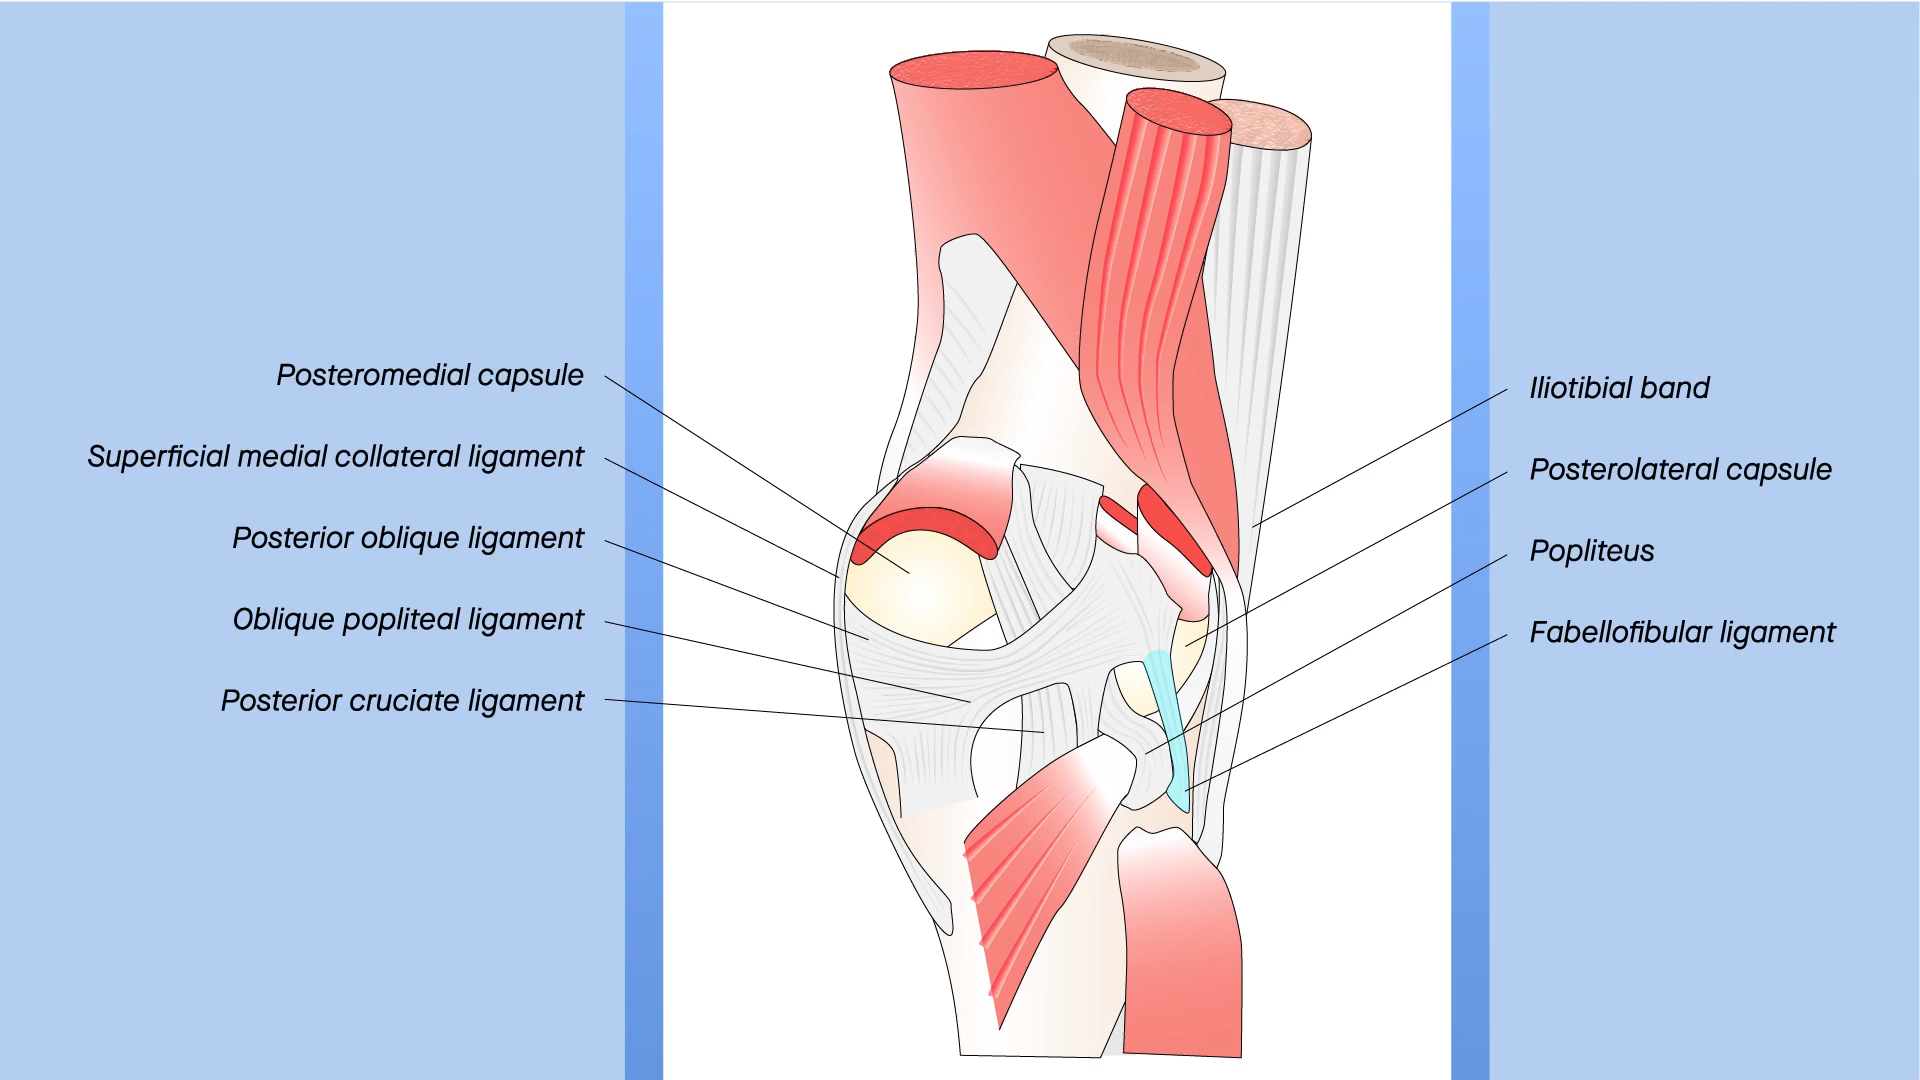 Posteromedial capsule
Superficial medial collateral ligament
Posterior oblique ligament
Oblique popliteal ligament
Posterior cruciate ligament
Iliotibial band
Posterolateral capsule
Popliteus
Fabellofibular ligament